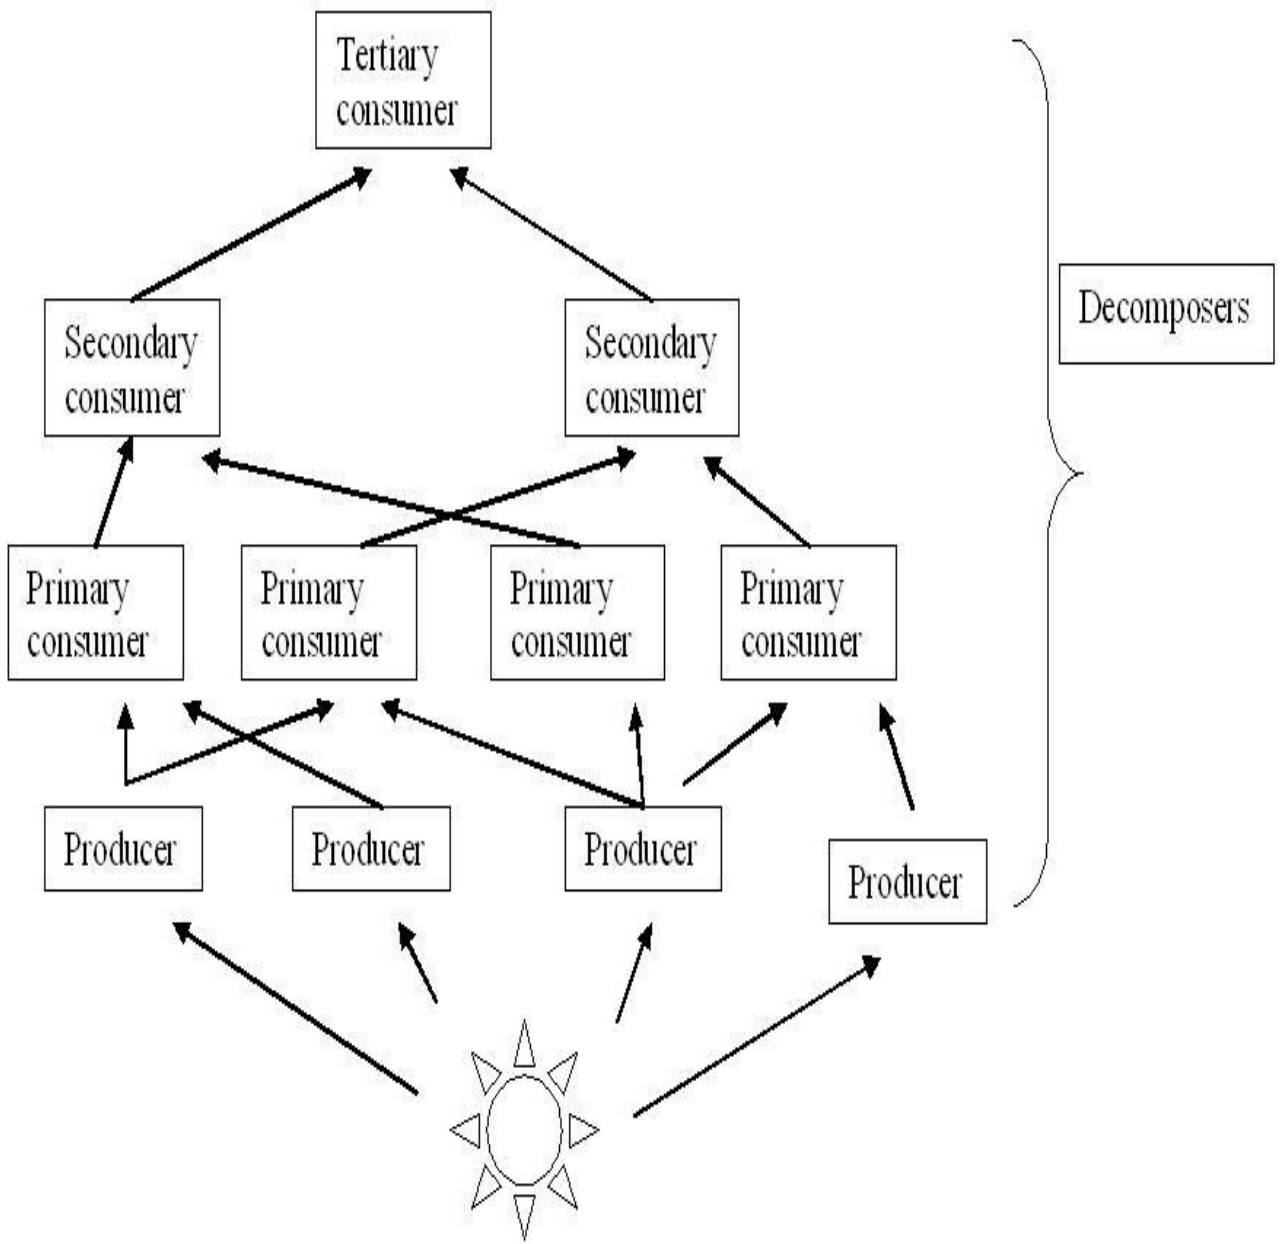 Tertiary
consumer
Decomposers
Secondary
consumer
Secondary
consumer
Primary
consumer
Primary
consumer
Primary
consumer
Primary
consumer
Producer
Producer
Producer
Producer